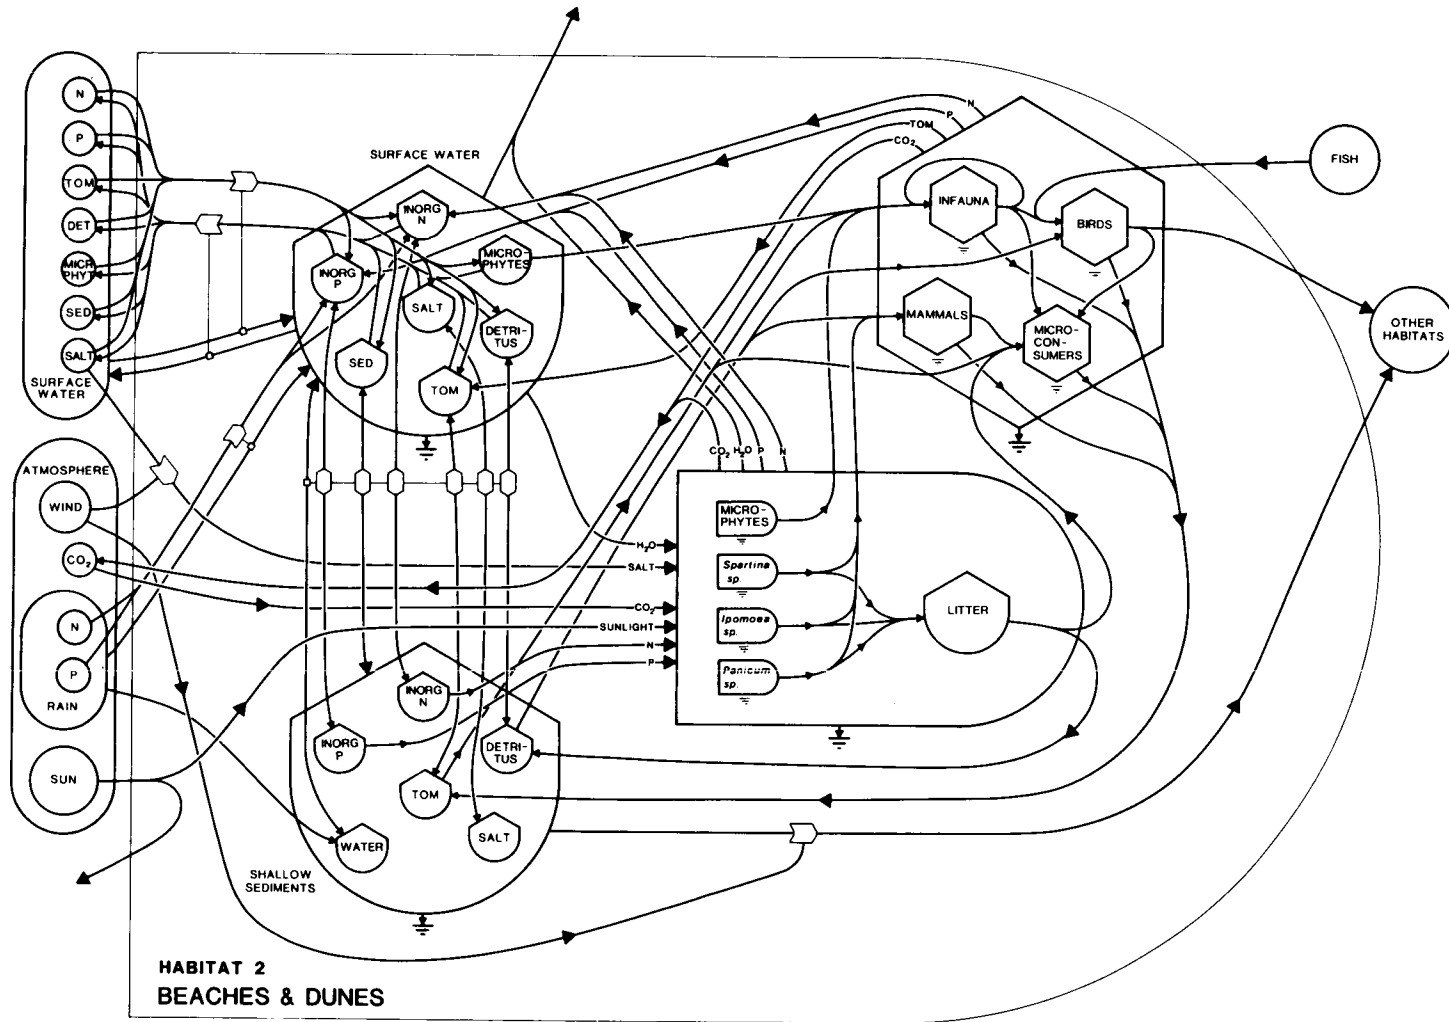 N
P
TOM
DET
MICR
PHYT
SED
SALT
SURFACE
WATER
ATMOSPHERE
WIND
CO2
N
P
RAIN
SUN
SURFACE WATER
INORG
N
INORG
P
MICRO-
PHYTES
SALT
DETRI-
TUS
SED
TOM
N
P
TOM
CO2
INFAUNA
BIRDS
MAMMALS
MICRO-
CON-
SUMERS
FISH
OTHER
HABITATS
CO2 H2O P N
H2O
SALT
CO2
SUNLIGHT
N
P
MICRO-
PHYTES
Spartina
sp.
Ipomoea
sp.
Panicum
sp.
LITTER
INORG
N
INORG
P
DETRI-
TUS
TOM
WATER
SALT
SHALLOW
SEDIMENTS
HABITAT 2
BEACHES & DUNES